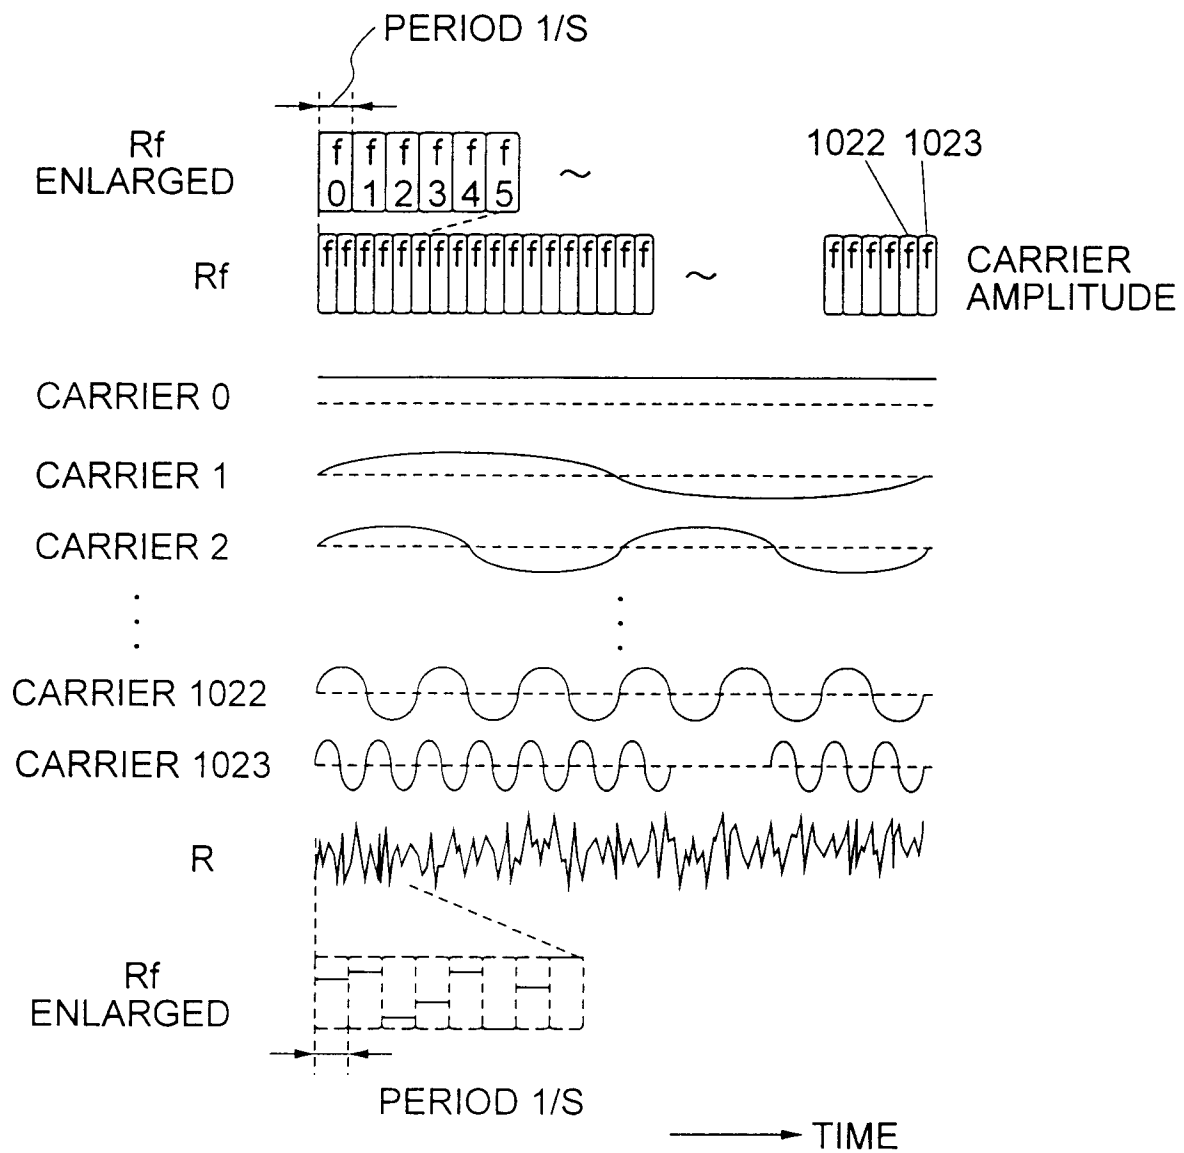 PERIOD 1/S
Rf
ENLARGED
f f f f f f
0 1 2 3 4 5
~
1022 1023
Rf
f f f f f f f f f f f f f f f f f f
~
f f f f f f
CARRIER
AMPLITUDE
CARRIER 0
CARRIER 1
CARRIER 2
CARRIER 1022
CARRIER 1023
R
Rf
ENLARGED
PERIOD 1/S
TIME